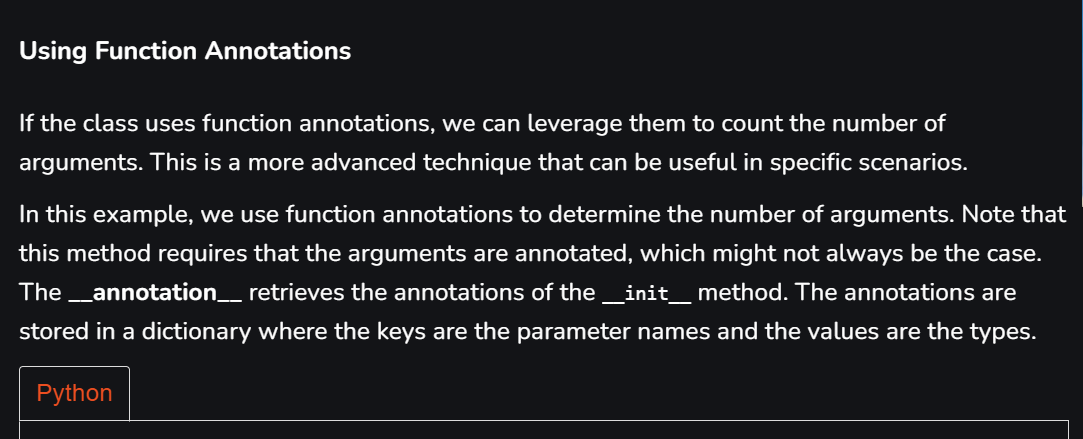 Using Function Annotations
If the class uses function annotations, we can leverage them to count the number of
arguments. This is a more advanced technique that can be useful in specific scenarios.
In this example, we use function annotations to determine the number of arguments. Note that
this method requires that the arguments are annotated, which might not always be the case.
The __annotation__ retrieves the annotations of the __init__ method. The annotations are
stored in a dictionary where the keys are the parameter names and the values are the types.
Python